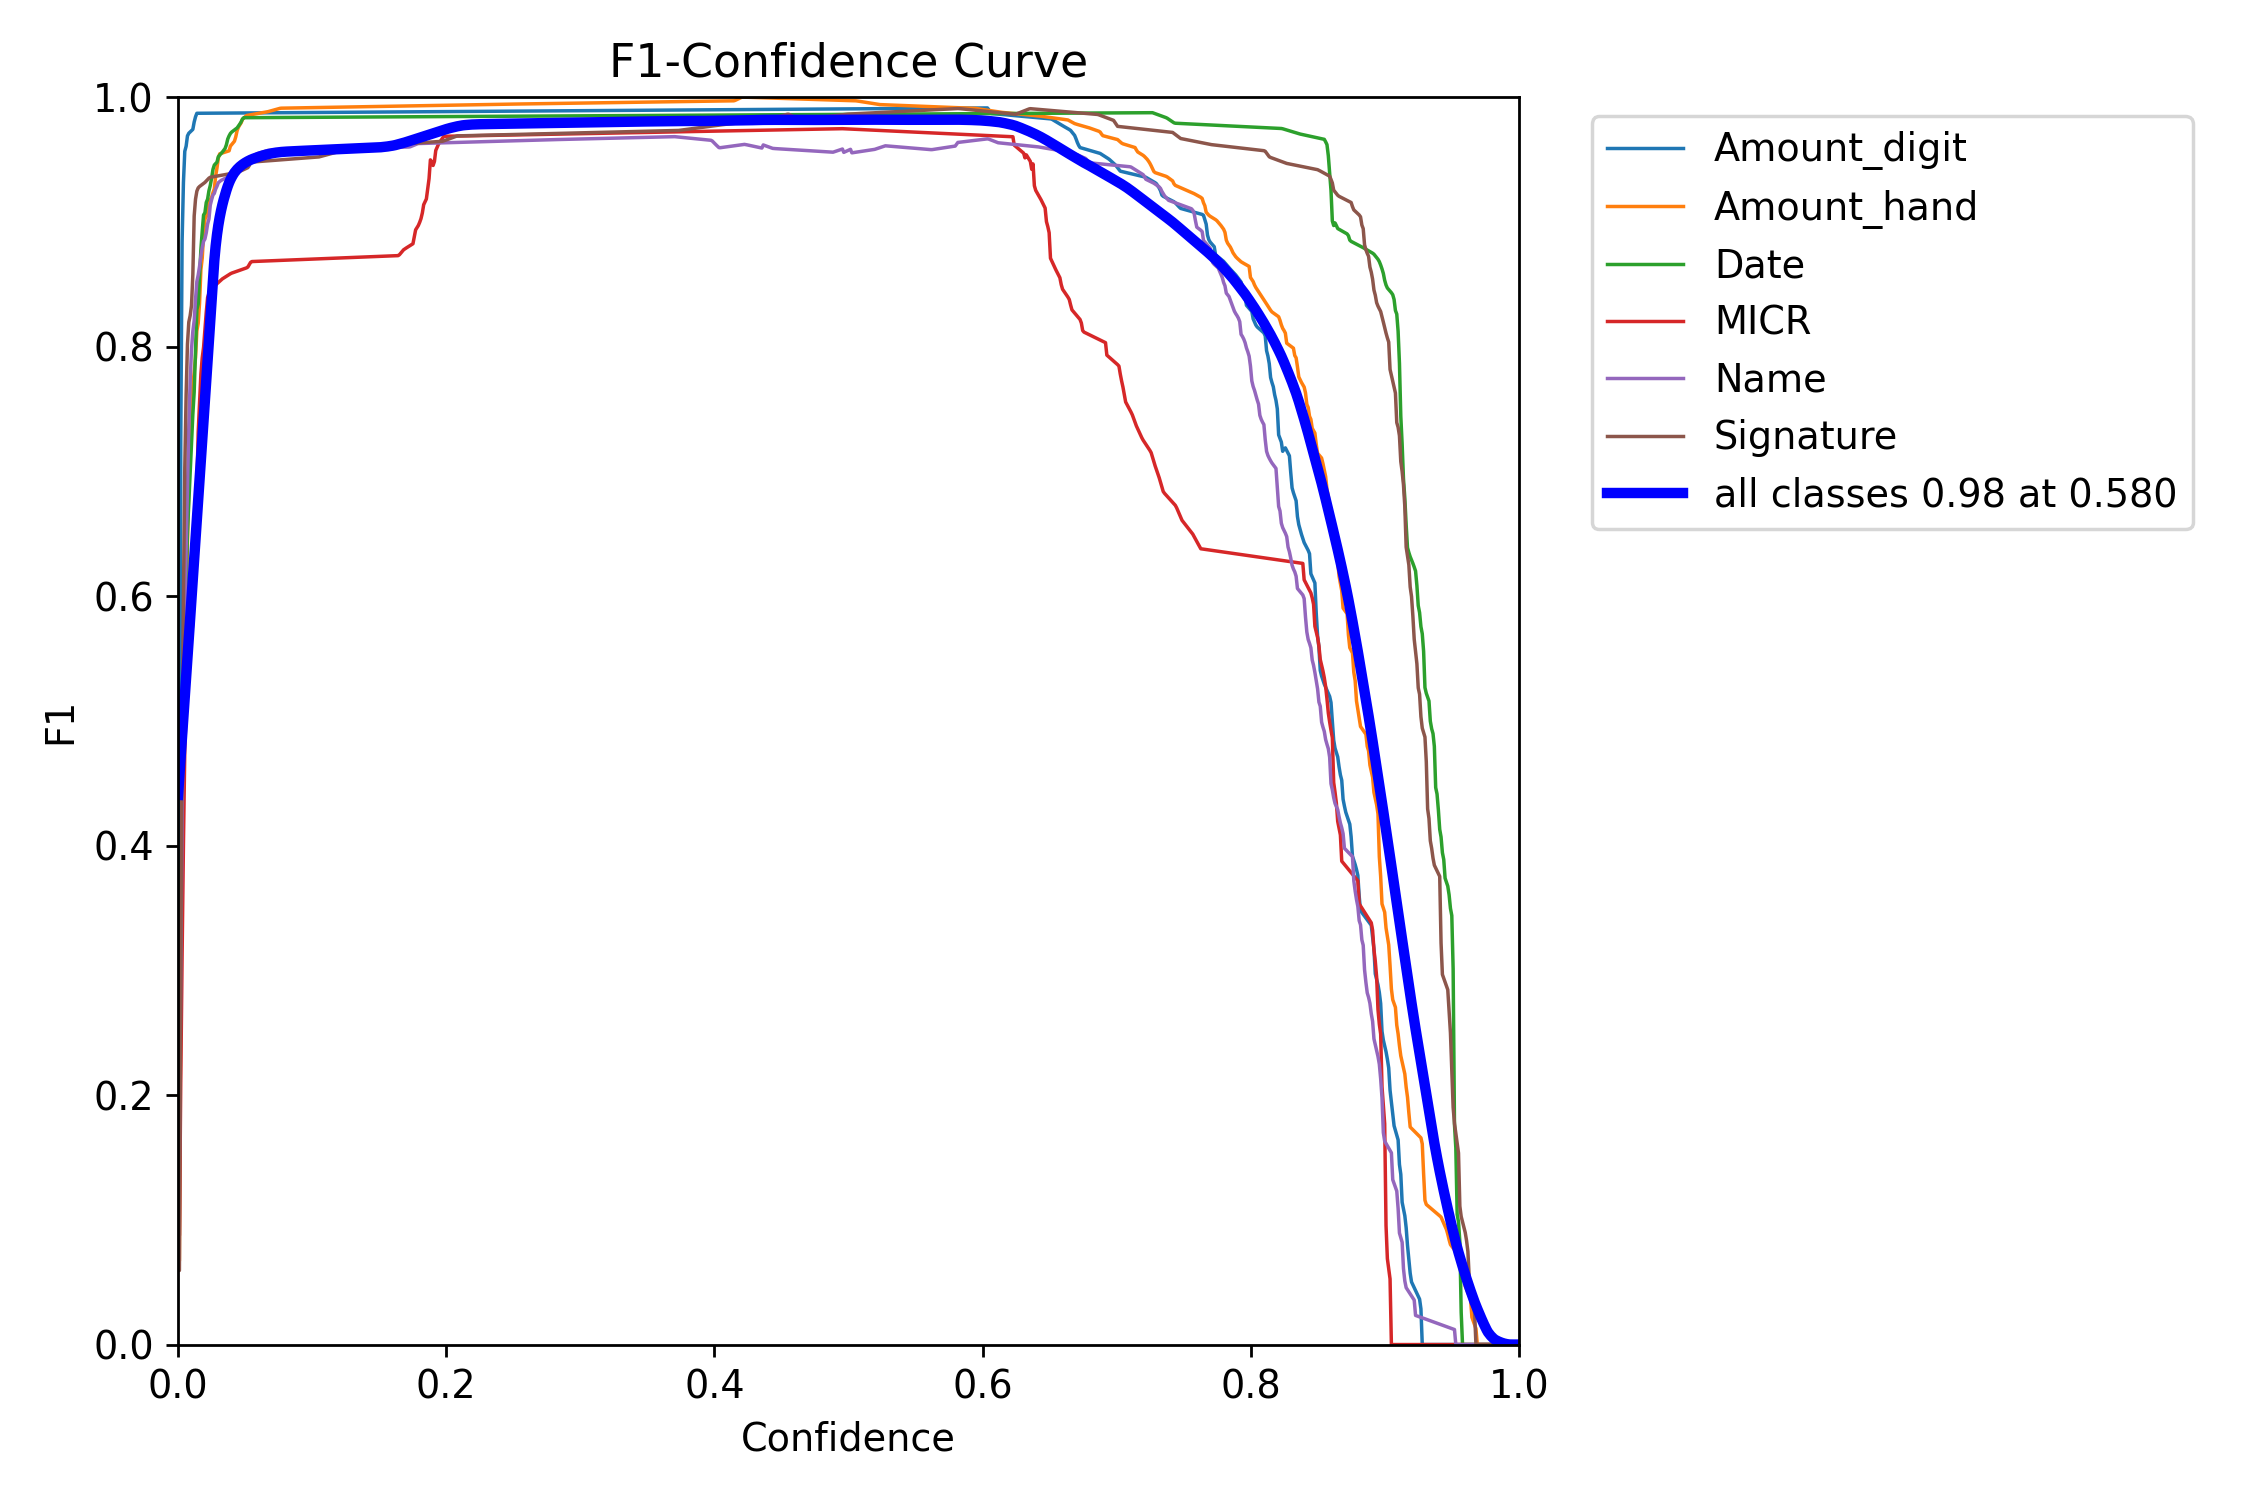 F1-Confidence Curve
1.0
0.8
0.6
0.4
0.2
0.0
F1
0.0 0.2 0.4 0.6 0.8 1.0
Confidence
Amount_digit
Amount_hand
Date
MICR
Name
Signature
all classes 0.98 at 0.580